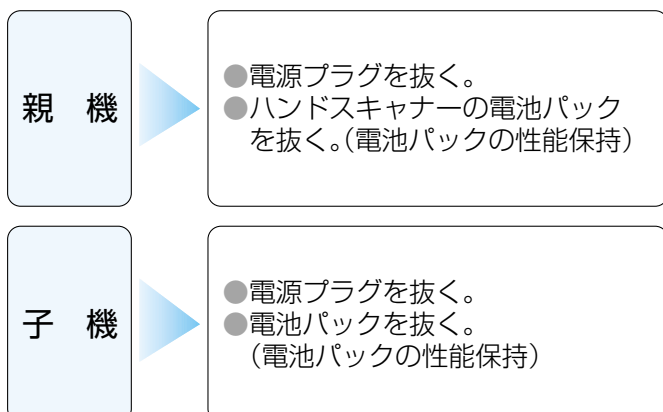 親 機
●電源プラグを抜く。
●ハンドスキャナーの電池パック
を抜く。(電池パックの性能保持)
子 機
●電源プラグを抜く。
●電池パックを抜く。
(電池パックの性能保持)